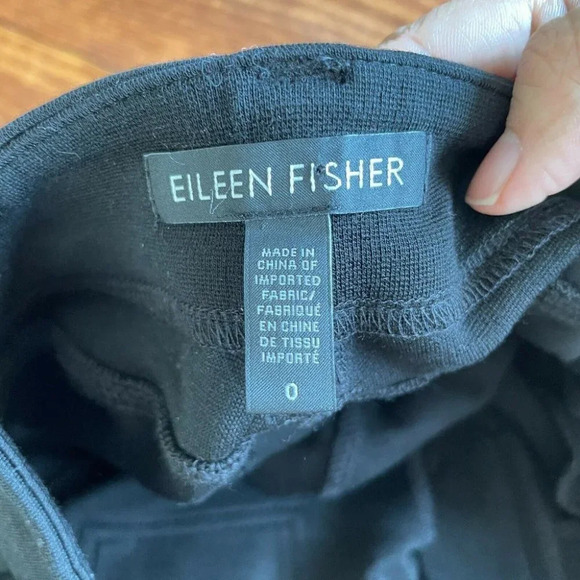 EILEEN FISHER
MADE IN
CHINA OF
IMPORTED
FABRIC/
FABRIQUÉ
EN CHINE
DE TISSU
IMPORTÉ
0